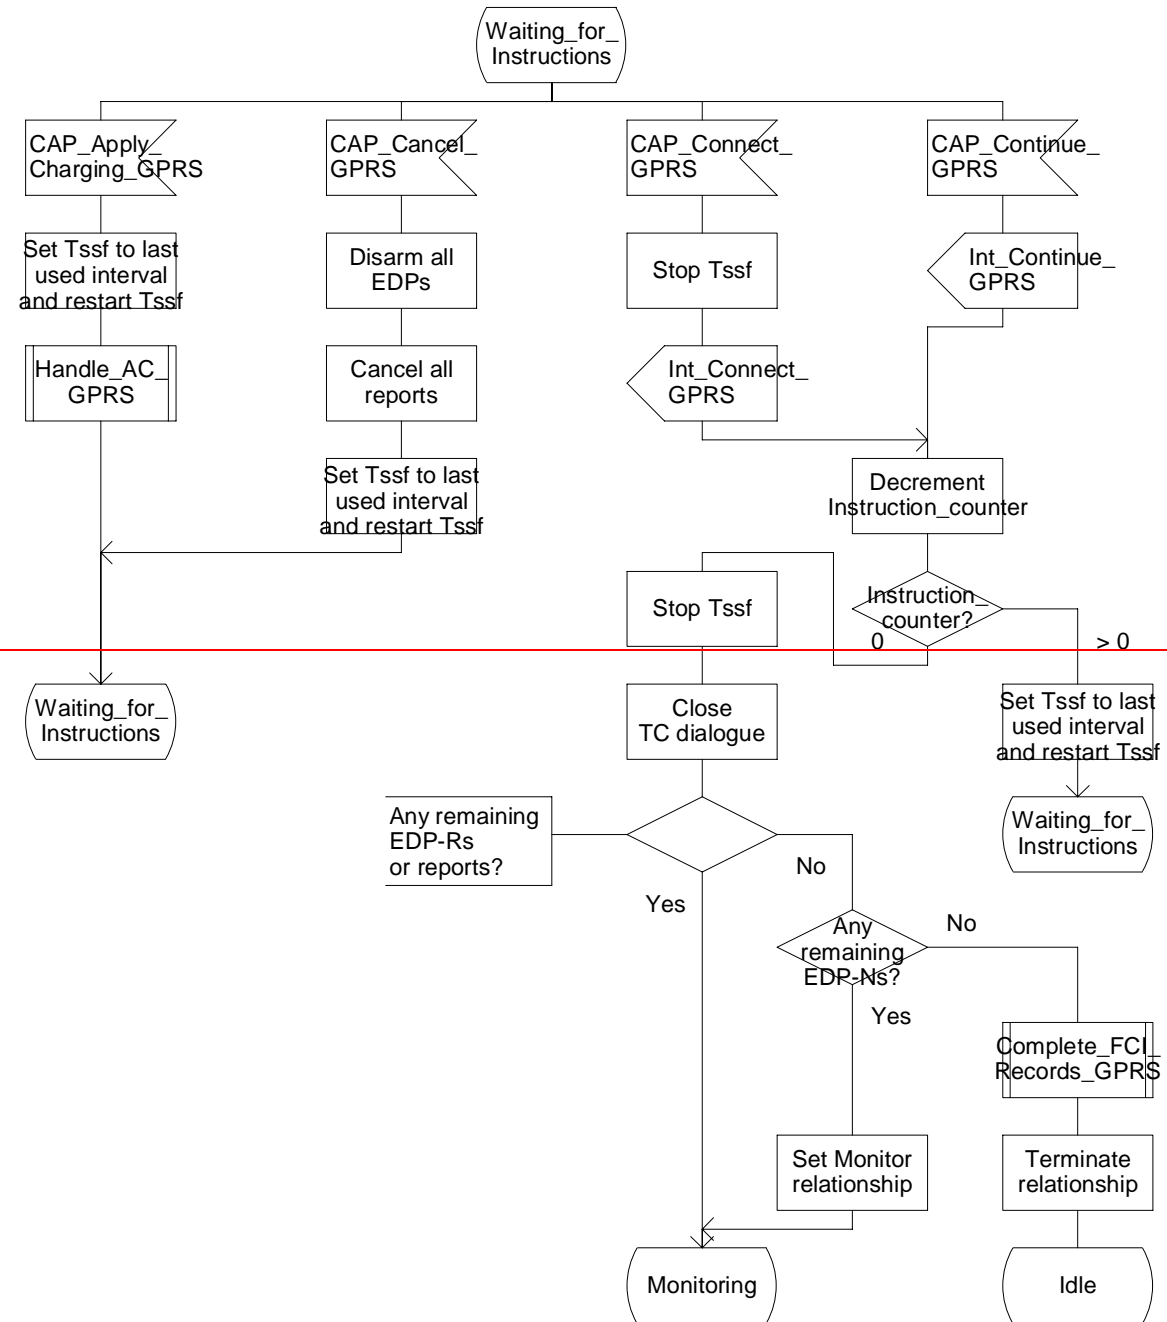 Waiting_for_
Instructions
CAP_Apply_
Charging_GPRS
CAP_Cancel_
GPRS
CAP_Connect_
GPRS
CAP_Continue_
GPRS
Set Tssf to last
used interval
and restart Tssf
Disarm all
EDPs
Stop Tssf
Int_Continue_
GPRS
Handle_AC_
GPRS
Cancel all
reports
Int_Connect_
GPRS
Set Tssf to last
used interval
and restart Tssf
Decrement
Instruction_counter
Stop Tssf
Instruction_
counter?
0
> 0
Waiting_for_
Instructions
Close
TC dialogue
Set Tssf to last
used interval
and restart Tssf
Any remaining
EDP-Rs
or reports?
Waiting_for_
Instructions
No
Yes
Any
remaining
EDP-Ns?
No
Yes
Complete_FCI_
Records_GPRS
Set Monitor
relationship
Terminate
relationship
Monitoring
Idle